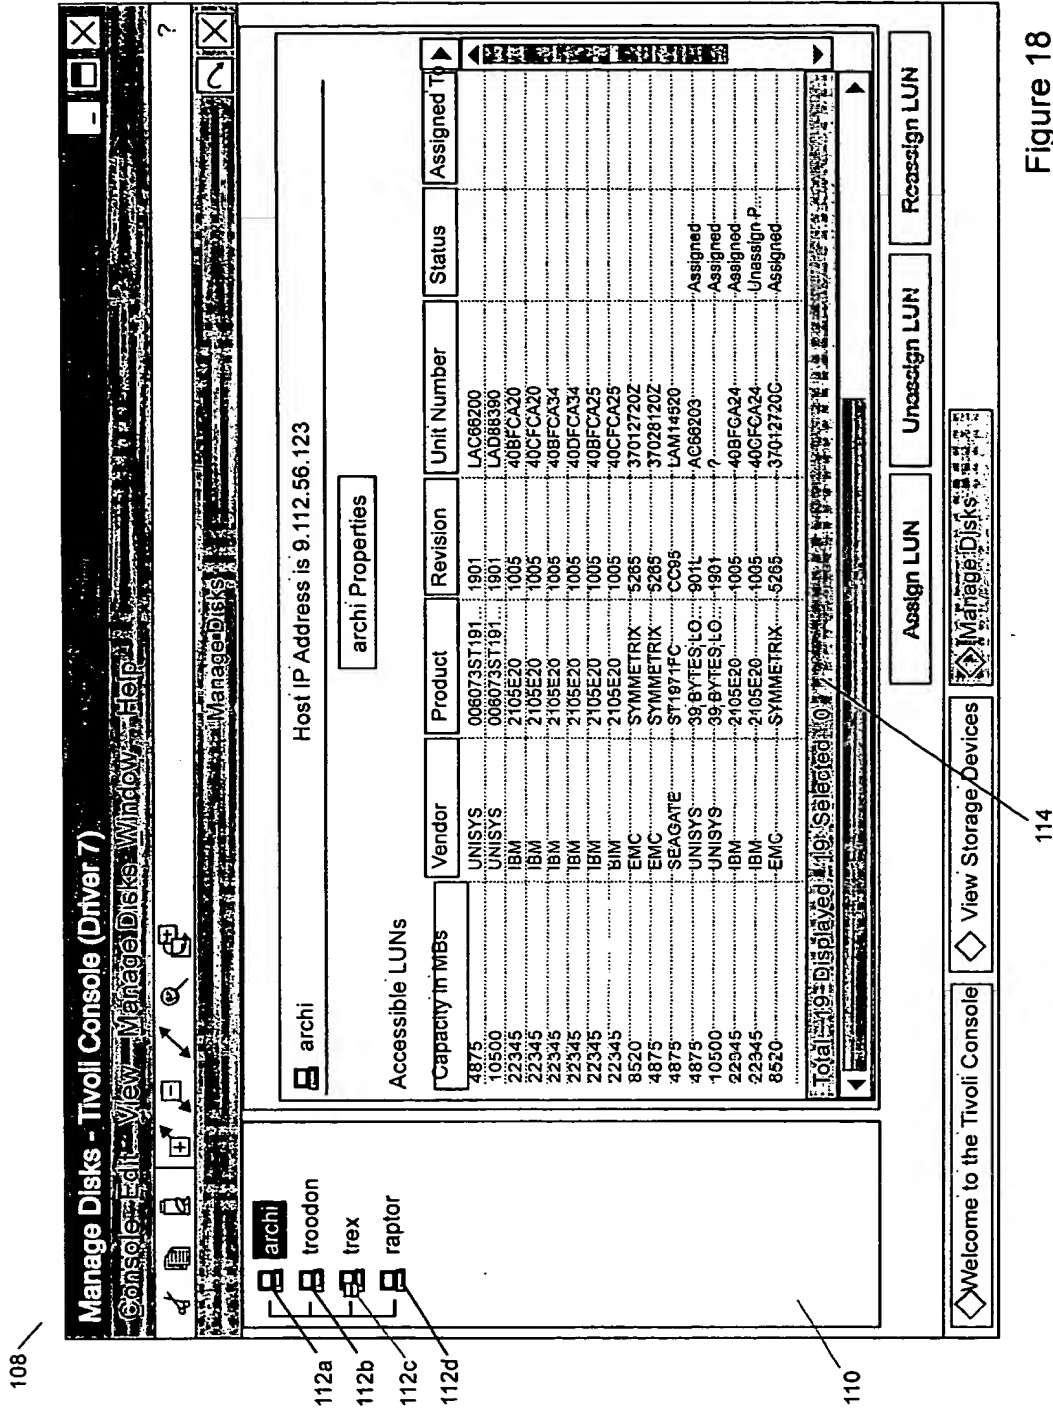 108
Manage Disks - Tivoli Console (Driver 7)
Console Edit View Manage Disks Window Help
?
Manage Disks
112a
112b
112c
112d
archi
troodon
trex
raptor
110
archi
Host IP Address is 9.112.56.123
archi Properties
Accessible LUNs
Capacity in MBs Vendor Product Revision Unit Number Status Assigned To
4875 UNISYS 006073ST191... 1901 LAC66200
10500 UNISYS 006073ST191... 1901 LAD88390
22345 IBM 2105E20 1005 40BFCA20
22345 IBM 2105E20 1005 40CFCA20
22345 IBM 2105E20 1005 40BFCA34
22345 IBM 2105E20 1005 40DFCA34
22345 IBM 2105E20 1005 40BFCA25
22345 IBM 2105E20 1005 40CFCA25
8520 EMC SYMMETRIX 5265 37012720Z
4875 EMC SYMMETRIX 5265 37028120Z
4875 SEAGATE ST1971FC CC95 LAM14520
4875 UNISYS 39,BYTES,LO... 901L AC66203 Assigned
10500 UNISYS 39,BYTES,LO... 1901 ? Assigned
22345 IBM 2105E20 1005 40BFCA24 Assigned
22345 IBM 2105E20 1005 40CFCA24 Unassign P...
8520 EMC SYMMETRIX 5265 37012720C Assigned
Total 19 Displayed 19 Selected 0
114
Assign LUN
Unassign LUN
Reassign LUN
Welcome to the Tivoli Console
View Storage Devices
Manage Disks
Figure 18